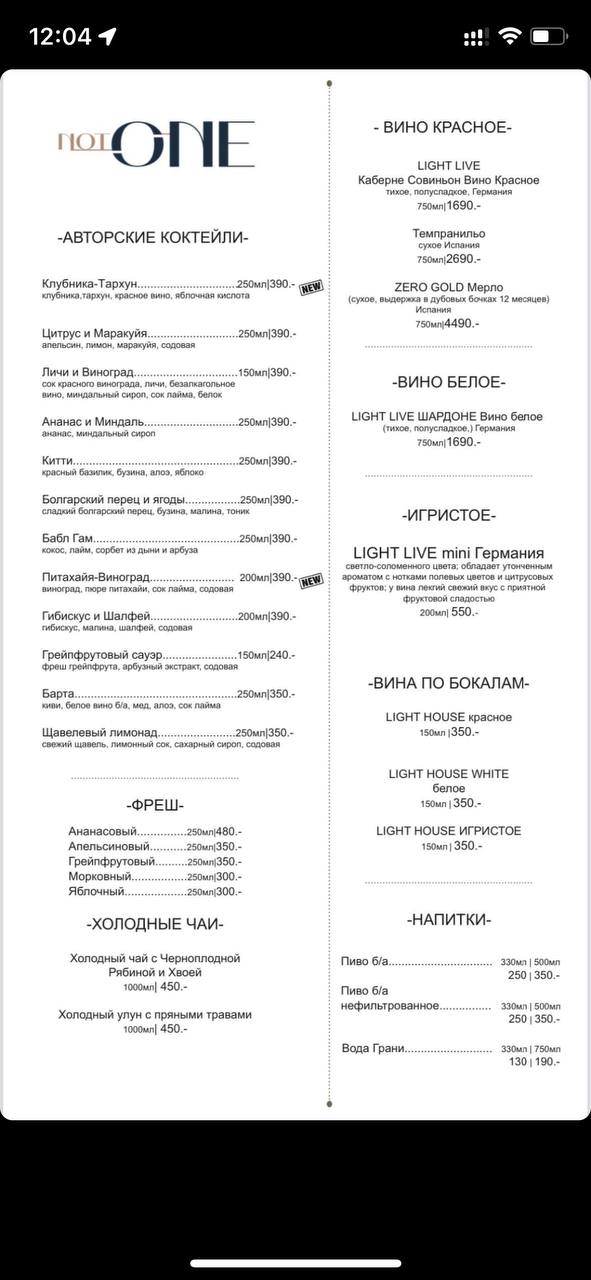 12:04
NOT ONE
-АВТОРСКИЕ КОКТЕЙЛИ-
Клубника-Тархун......................250мл|390.- NEW
клубника,тархун, красное вино, яблочная кислота
Цитрус и Маракуйя....................250мл|390.-
апельсин, лимон, маракуйя, содовая
Личи и Виноград.......................150мл|390.-
сок красного винограда, личи, безалкагольное
вино, миндальный сироп, сок лайма, белок
Ананас и Миндаль.....................250мл|390.-
ананас, миндальный сироп
Китти............................................250мл|390.-
красный базилик, бузина, алоэ, яблоко
Болгарский перец и ягоды............250мл|390.-
сладкий болгарский перец, бузина, малина, тоник
Бабл Гам.....................................250мл|390.-
кокос, лайм, сорбет из дыни и арбуза
Питахайя-Виноград................... 200мл|390.- NEW
виноград, пюре питахайи, сок лайма, содовая
Гибискус и Шалфей...................200мл|390.-
гибискус, малина, шалфей, содовая
Грейпфрутовый сауэр................150мл|240.-
фреш грейпфрута, арбузный экстракт, содовая
Барта...........................................250мл|350.-
киви, белое вино б/а, мед, алоэ, сок лайма
Щавелевый лимонад..................250мл|350.-
свежий щавель, лимонный сок, сахарный сироп, содовая
-ФРЕШ-
Ананасовый..............250мл|480.-
Апельсиновый..........250мл|350.-
Грейпфрутовый........250мл|350.-
Морковный...............250мл|300.-
Яблочный.................250мл|300.-
-ХОЛОДНЫЕ ЧАИ-
Холодный чай с Черноплодной
Рябиной и Хвоей
1000мл| 450.-
Холодный улун с пряными травами
1000мл| 450.-
- ВИНО КРАСНОЕ-
LIGHT LIVE
Каберне Совиньон Вино Красное
тихое, полусладкое, Германия
750мл|1690.-
Темпранильо
сухое Испания
750мл|2690.-
ZERO GOLD Мерло
(сухое, выдержка в дубовых бочках 12 месяцев)
Испания
750мл|4490.-
-ВИНО БЕЛОЕ-
LIGHT LIVE ШАРДОНЕ Вино белое
(тихое, полусладкое,) Германия
750мл|1690.-
-ИГРИСТОЕ-
LIGHT LIVE mini Германия
светло-соломенного цвета; обладает утонченным
ароматом с нотками полевых цветов и цитрусовых
фруктов; у вина легкий свежий вкус с приятной
фруктовой сладостью
200мл| 550.-
-ВИНА ПО БОКАЛАМ-
LIGHT HOUSE красное
150мл |350.-
LIGHT HOUSE WHITE
белое
150мл | 350.-
LIGHT HOUSE ИГРИСТОЕ
150мл | 350.-
-НАПИТКИ-
Пиво б/а................................ 330мл | 500мл
250 | 350.-
Пиво б/а
нефильтрованное................ 330мл | 500мл
250 | 350.-
Вода Грани........................... 330мл | 750мл
130 | 190.-